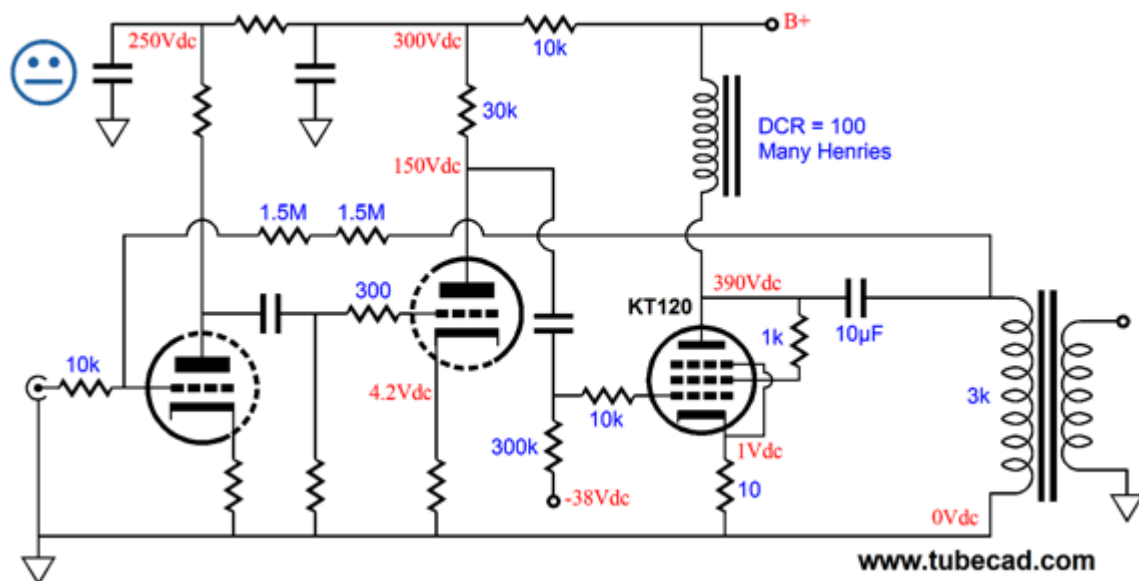 250Vdc
300Vdc
10k
B+
30k
DCR = 100
Many Henries
150Vdc
1.5M
1.5M
390Vdc
KT120
300
1k
10µF
10k
4.2Vdc
10k
3k
300k
1Vdc
10
-38Vdc
0Vdc
www.tubecad.com